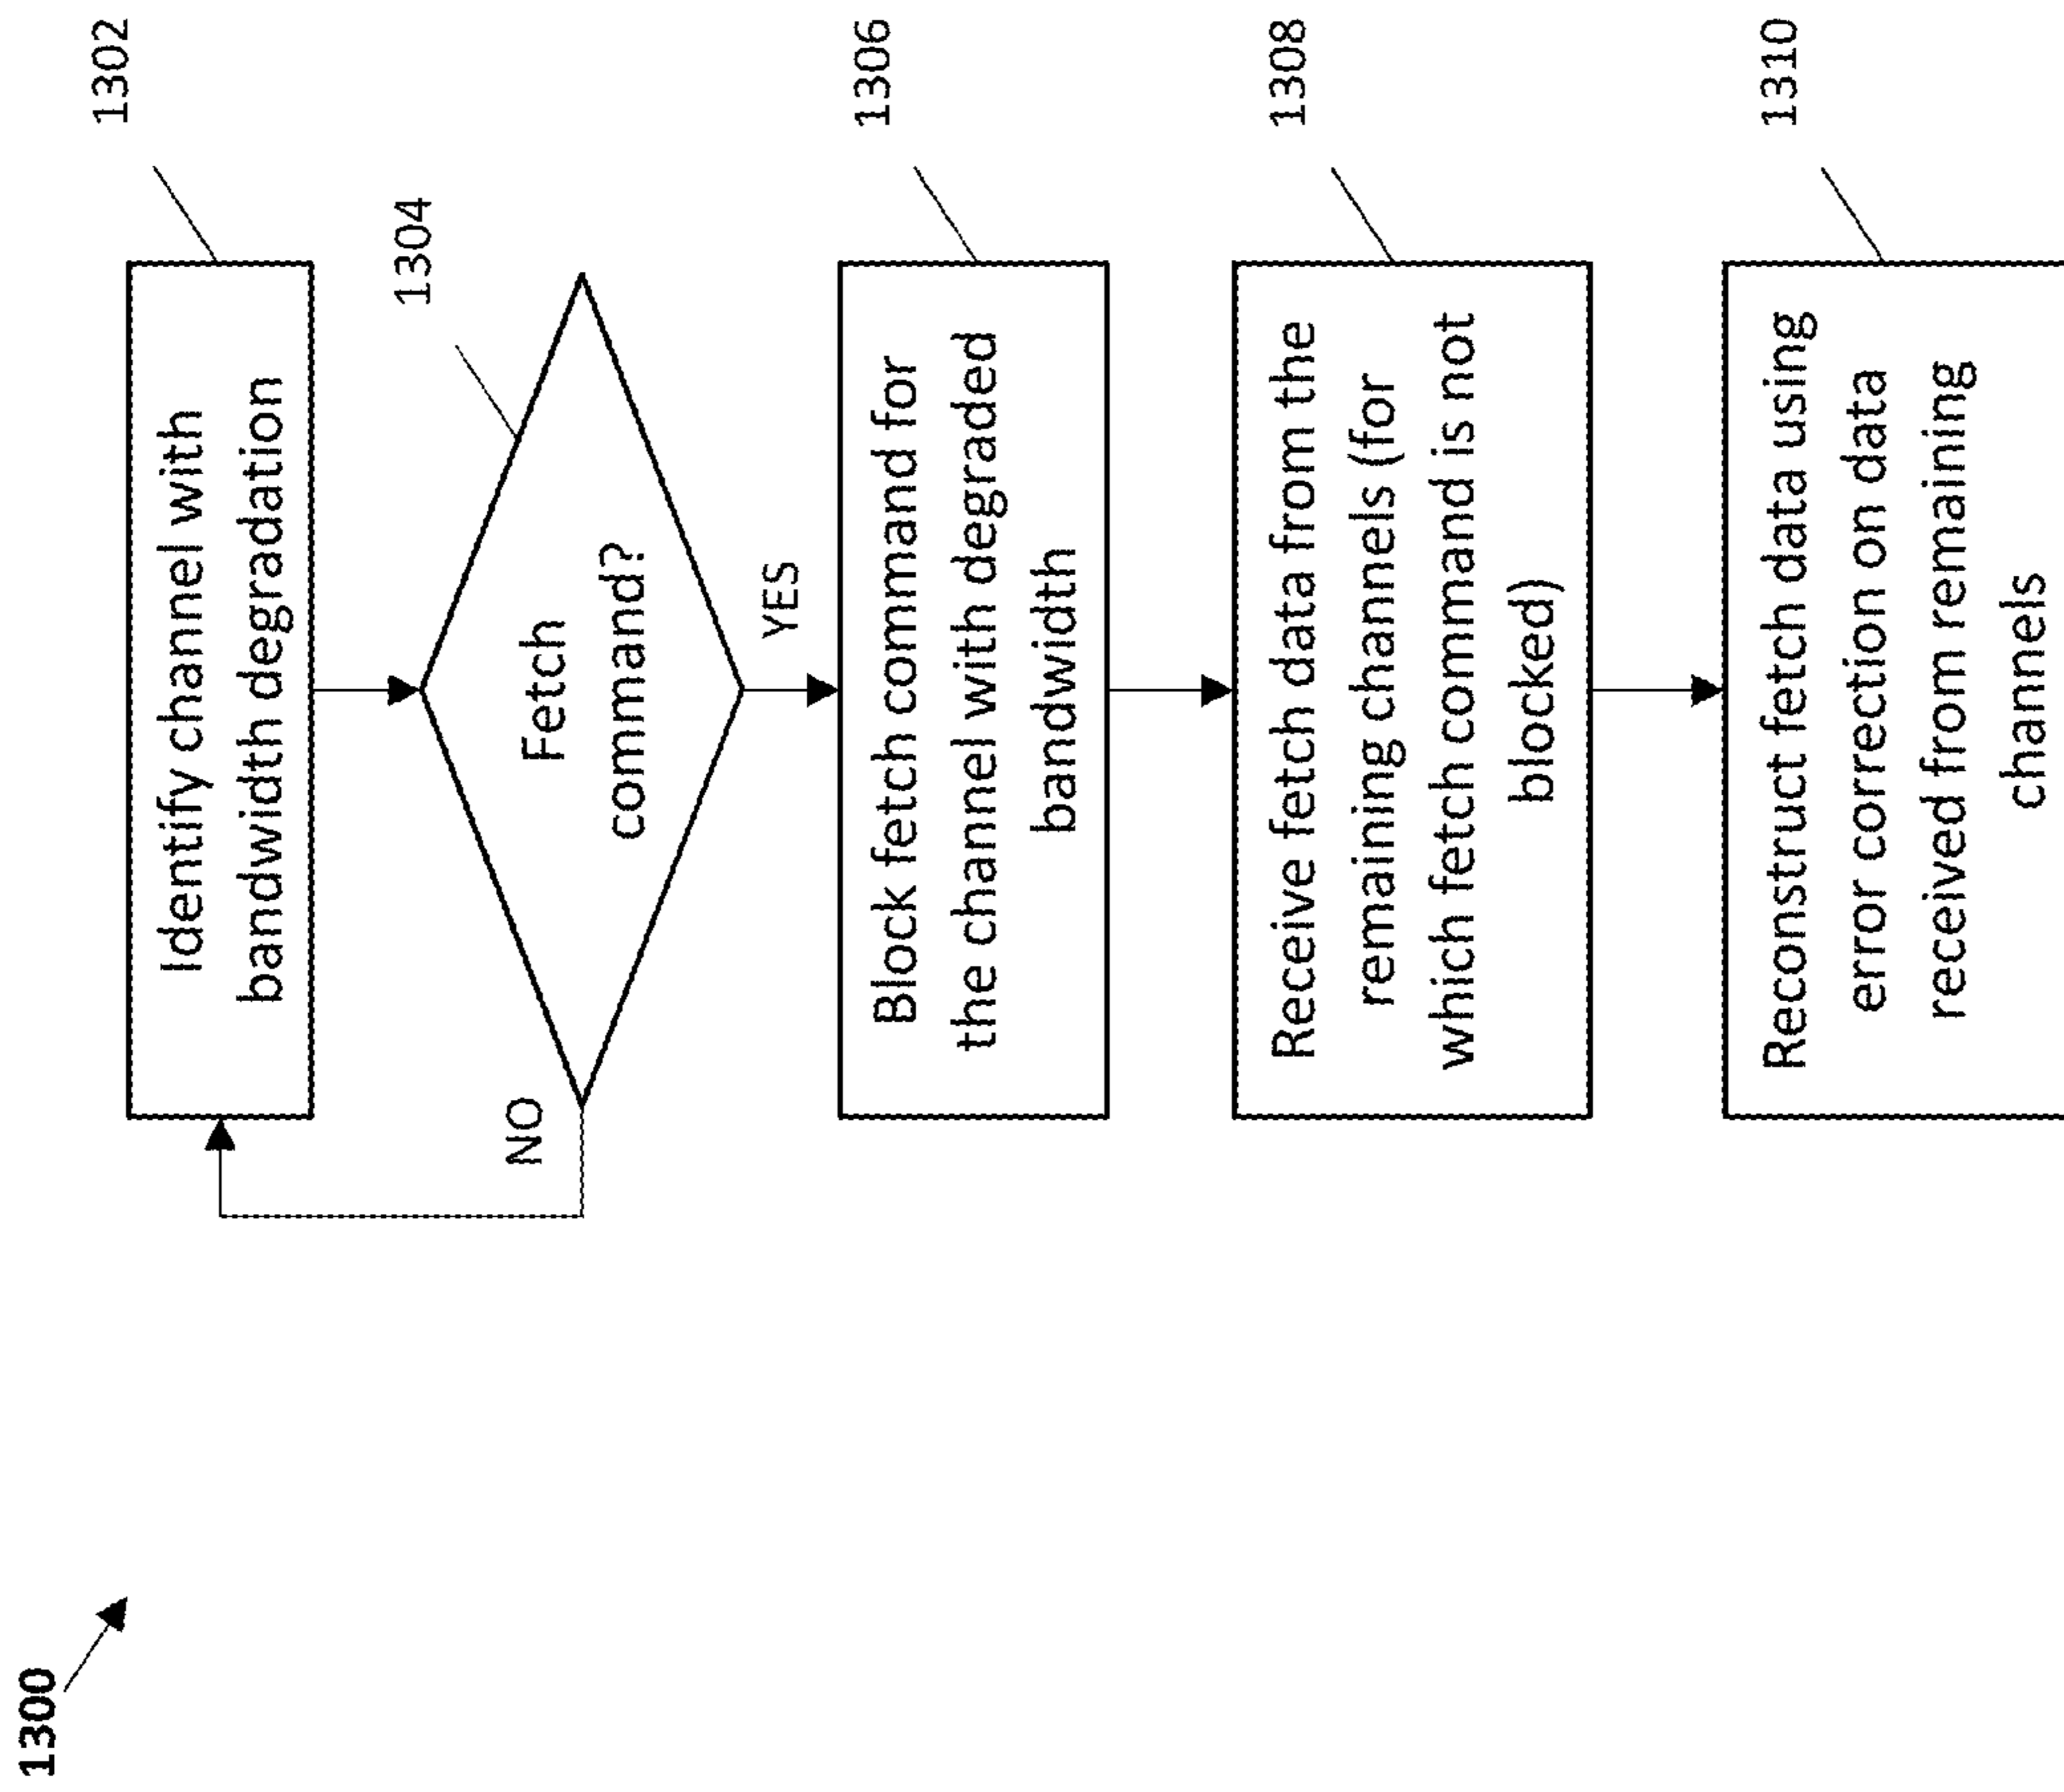 1300
1302
Identify channel with
bandwidth degradation
1304
Fetch
command?
NO
YES
1306
Block fetch command for
the channel with degraded
bandwidth
1308
Receive fetch data from the
remaining channels (for
which fetch command is not
blocked)
1310
Reconstruct fetch data using
error correction on data
received from remaining
channels